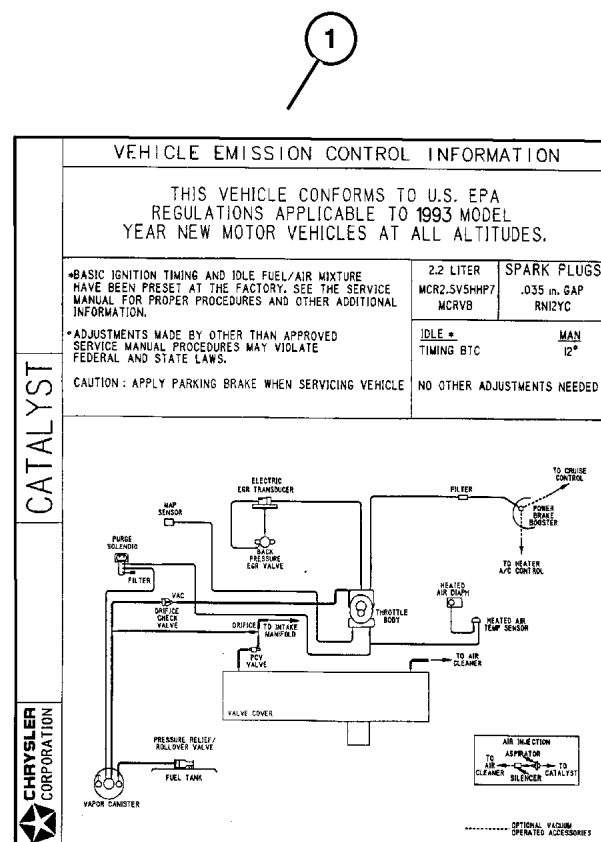 1
VEHICLE EMISSION CONTROL INFORMATION
THIS VEHICLE CONFORMS TO U.S. EPA
REGULATIONS APPLICABLE TO 1993 MODEL
YEAR NEW MOTOR VEHICLES AT ALL ALTITUDES.
*BASIC IGNITION TIMING AND IDLE FUEL/AIR MIXTURE
HAVE BEEN PRESET AT THE FACTORY. SEE THE SERVICE
MANUAL FOR PROPER PROCEDURES AND OTHER ADDITIONAL
INFORMATION.
*ADJUSTMENTS MADE BY OTHER THAN APPROVED
SERVICE MANUAL PROCEDURES MAY VIOLATE
FEDERAL AND STATE LAWS.
CAUTION : APPLY PARKING BRAKE WHEN SERVICING VEHICLE
2.2 LITER
MCR2.5V5HHP7
MCRVB
SPARK PLUGS
.035 in. GAP
RN12YC
IDLE * MAN
TIMING BTC 12°
NO OTHER ADJUSTMENTS NEEDED
CATALYST
ELECTRIC
EGR TRANSDUCER
MAP
SENSOR
PURGE
SOLENOID
FILTER
BACK
PRESSURE
EGR VALVE
FILTER
TO CRUISE
CONTROL
POWER
BRAKE
BOOSTER
TO HEATER
A/C CONTROL
HEATED
AIR DIAPH
VAC
ORIFICE
CHECK
VALVE
ORIFICE
TO INTAKE
MANIFOLD
THROTTLE
BODY
HEATED AIR
TEMP SENSOR
PCV
VALVE
TO AIR
CLEANER
VALVE COVER
PRESSURE RELIEF/
ROLLOVER VALVE
FUEL TANK
VAPOR CANISTER
AIR INJECTION
ASPIRATOR
TO
AIR
CLEANER
SILENCER
TO
CATALYST
OPTIONAL VACUUM
OPERATED ACCESSORIES
CHRYSLER
CORPORATION